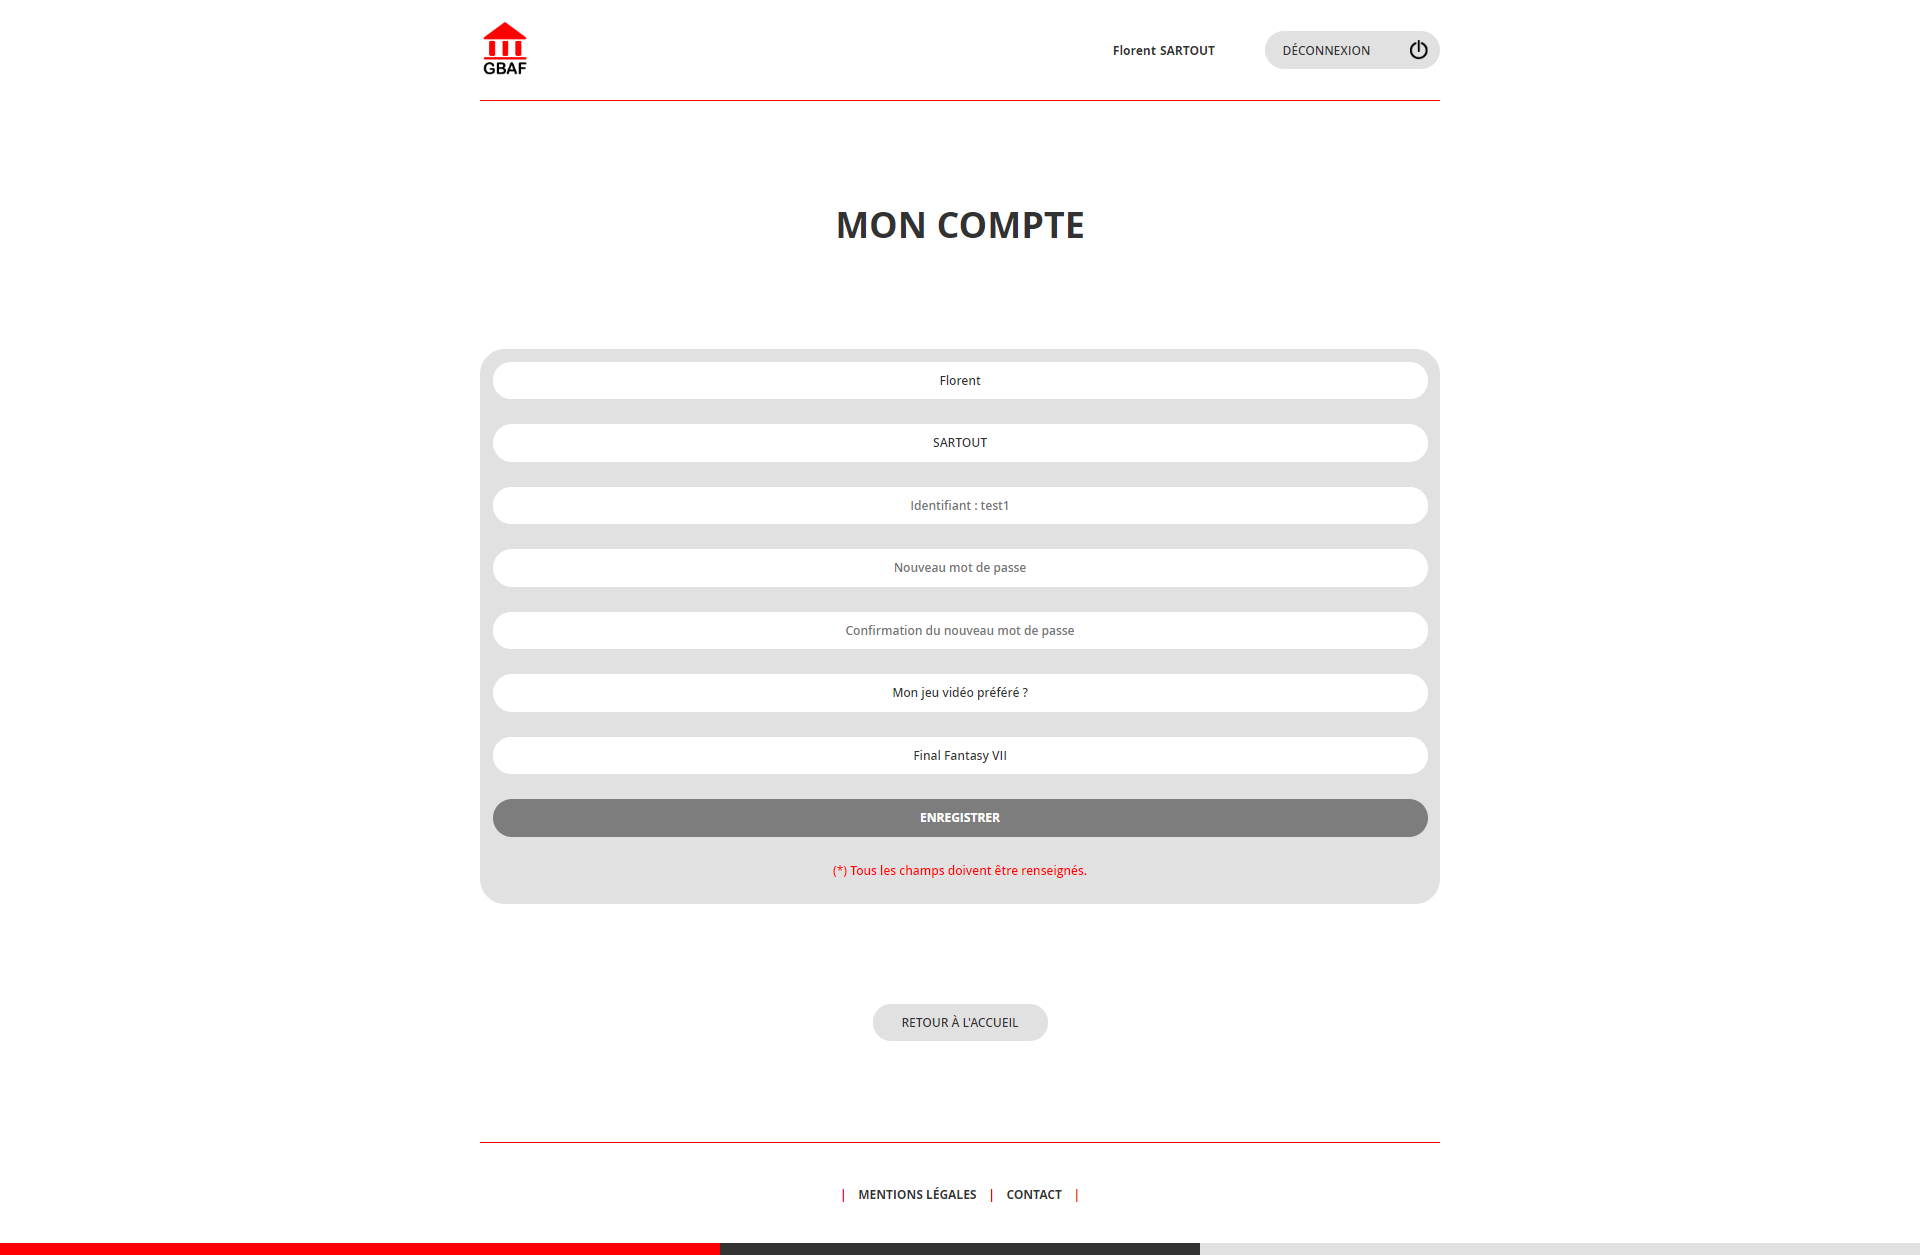 GBAF
Florent SARTOUT
DÉCONNEXION
MON COMPTE
Florent
SARTOUT
Identifiant : test1
Nouveau mot de passe
Confirmation du nouveau mot de passe
Mon jeu vidéo préféré ?
Final Fantasy VII
ENREGISTRER
(*) Tous les champs doivent être renseignés.
RETOUR À L'ACCUEIL
| MENTIONS LÉGALES | CONTACT |